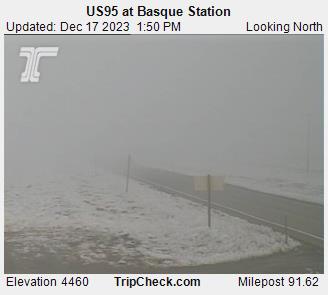 US95 at Basque Station
Updated: Dec 17 2023 1:50 PM Looking North
Elevation 4460 TripCheck.com Milepost 91.62